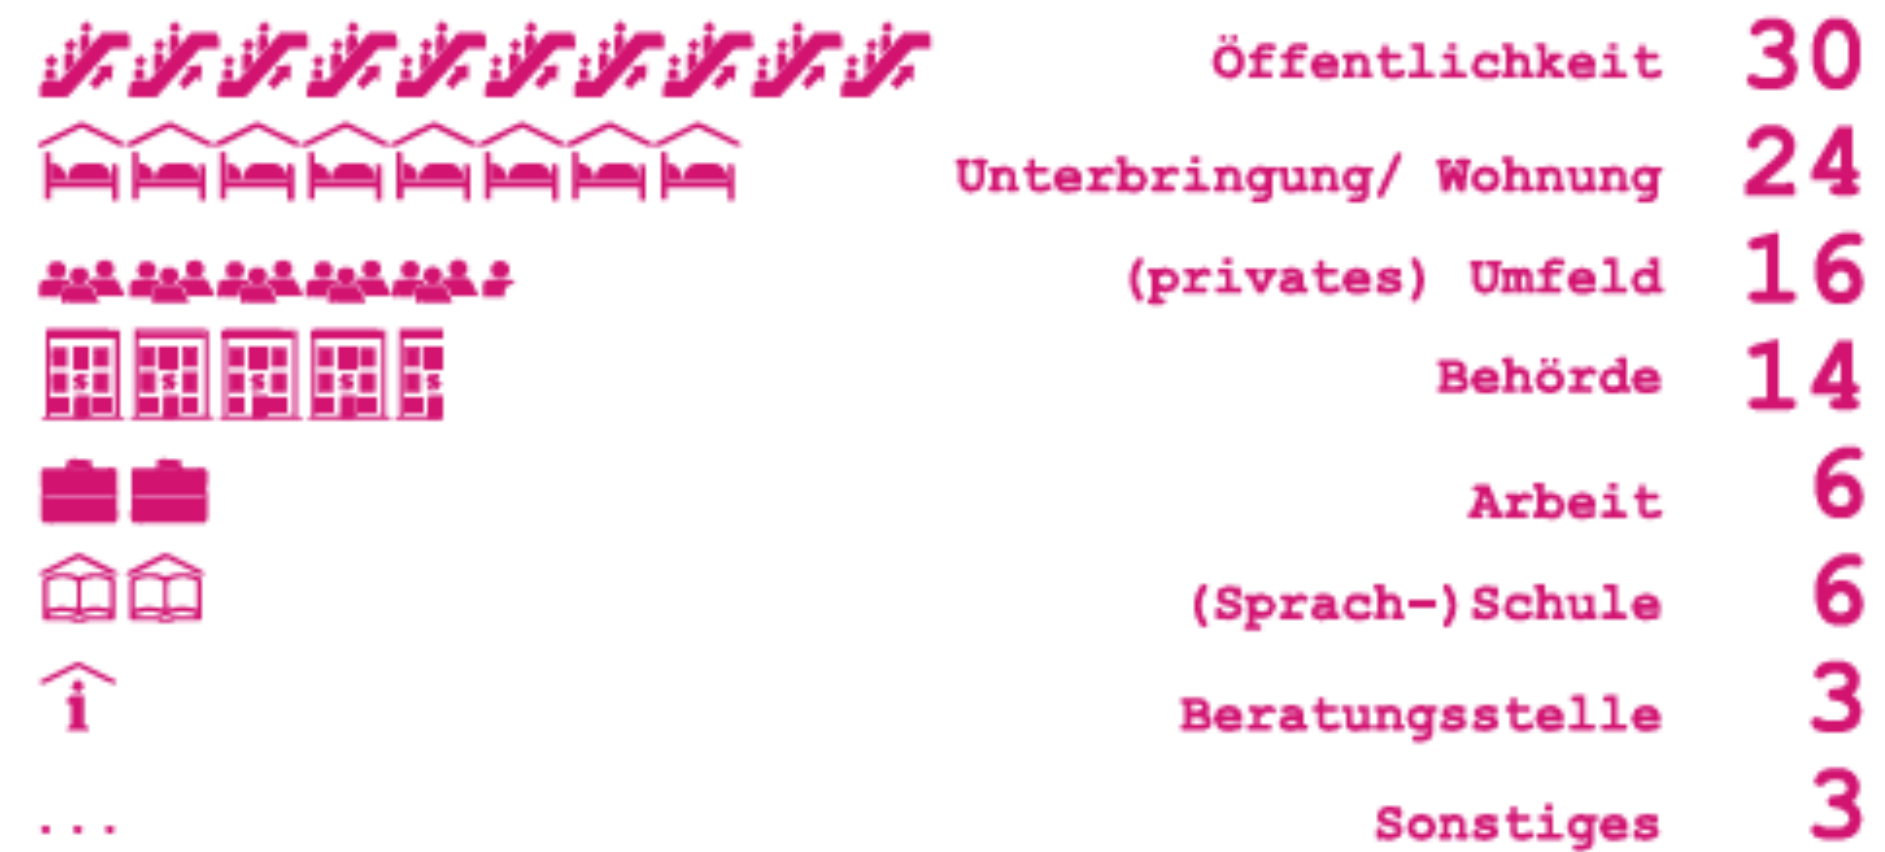 Öffentlichkeit 30
Unterbringung/ Wohnung 24
(privates) Umfeld 16
Behörde 14
Arbeit 6
(Sprach-)Schule 6
i Beratungsstelle 3
... Sonstiges 3